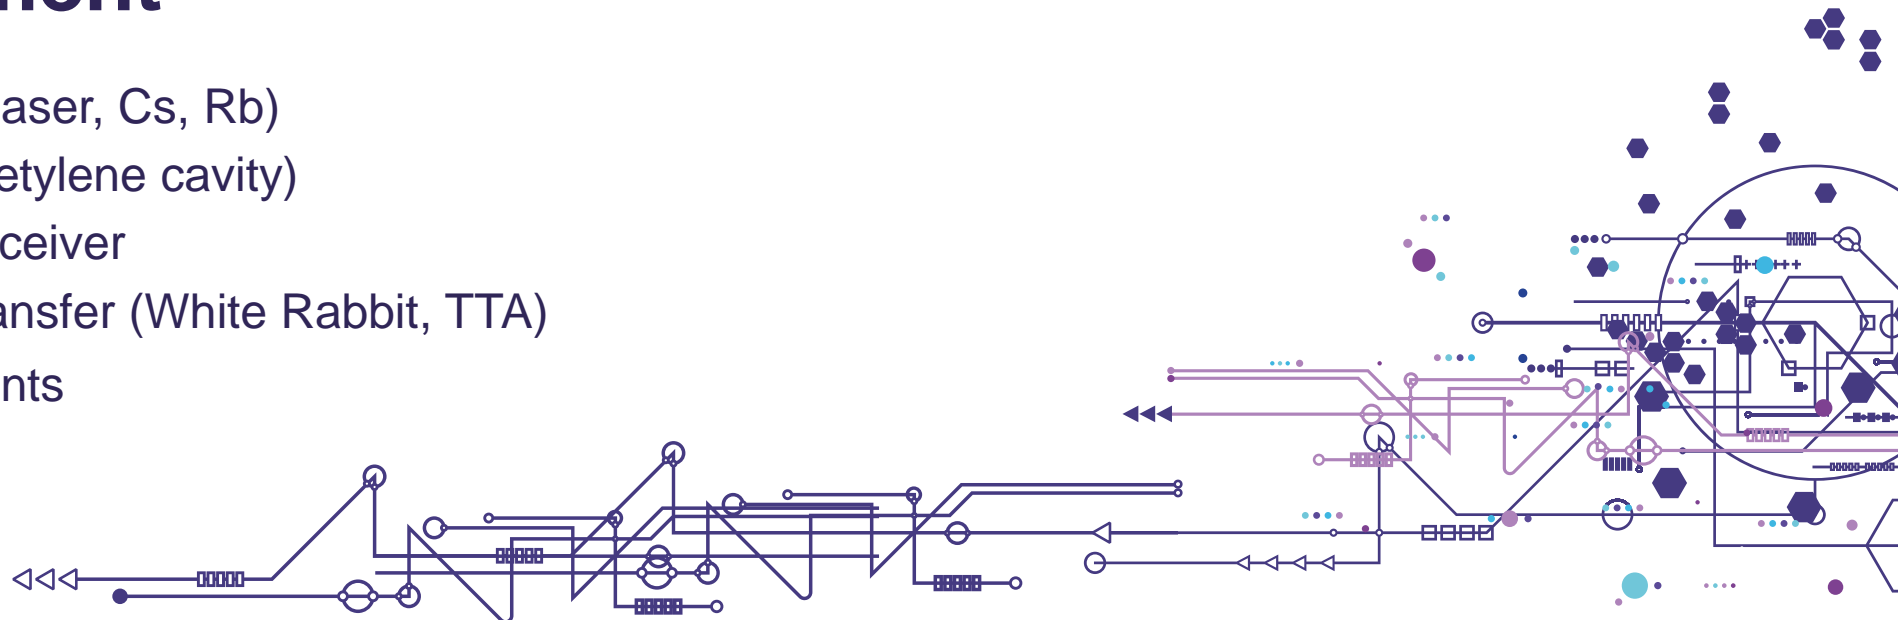 aser, Cs, Rb)
etylene cavity)
ceiver
ansfer (White Rabbit, TTA)
nts